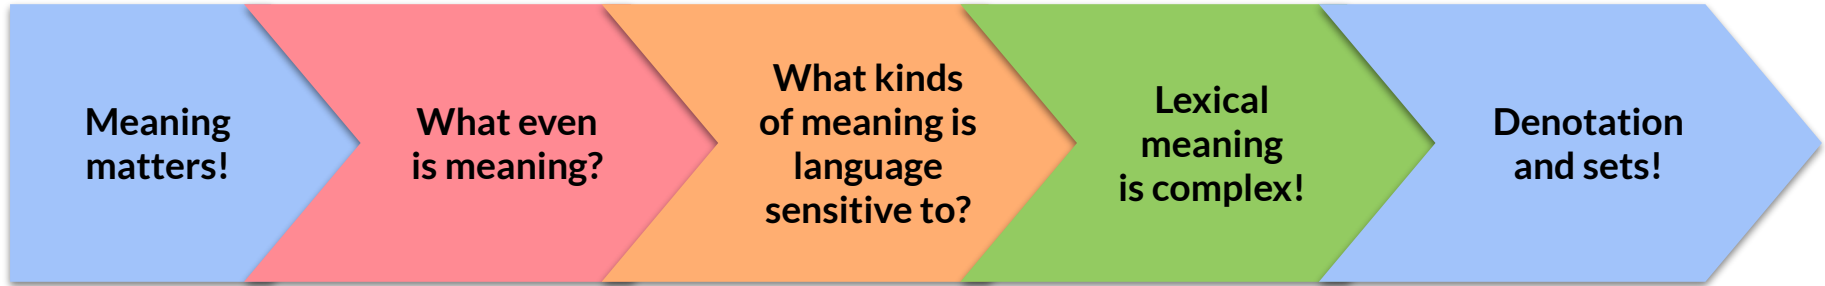 Meaning
matters!
What even
is meaning?
What kinds
of meaning is
language
sensitive to?
Lexical
meaning
is complex!
Denotation
and sets!